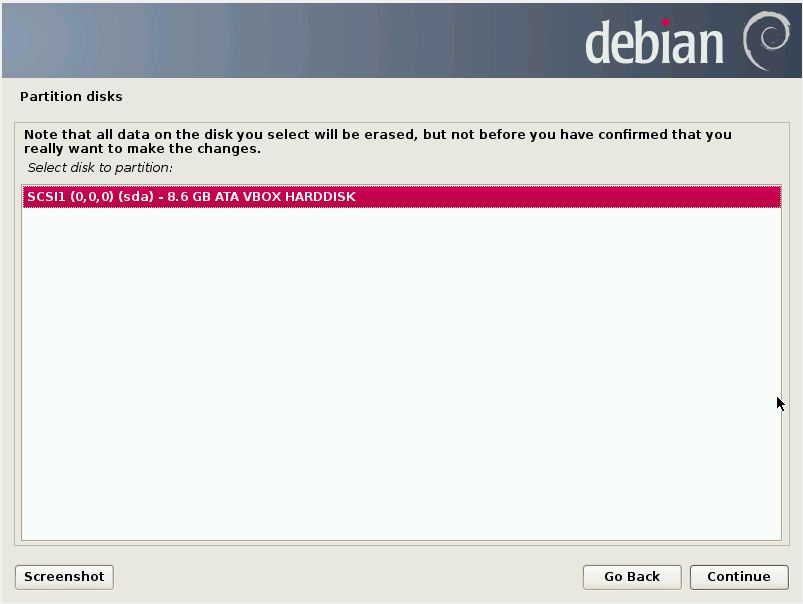 debian
Partition disks
Note that all data on the disk you select will be erased, but not before you have confirmed that you
really want to make the changes.
Select disk to partition:
SCSI1 (0,0,0) (sda) - 8.6 GB ATA VBOX HARDDISK
Screenshot
Go Back
Continue